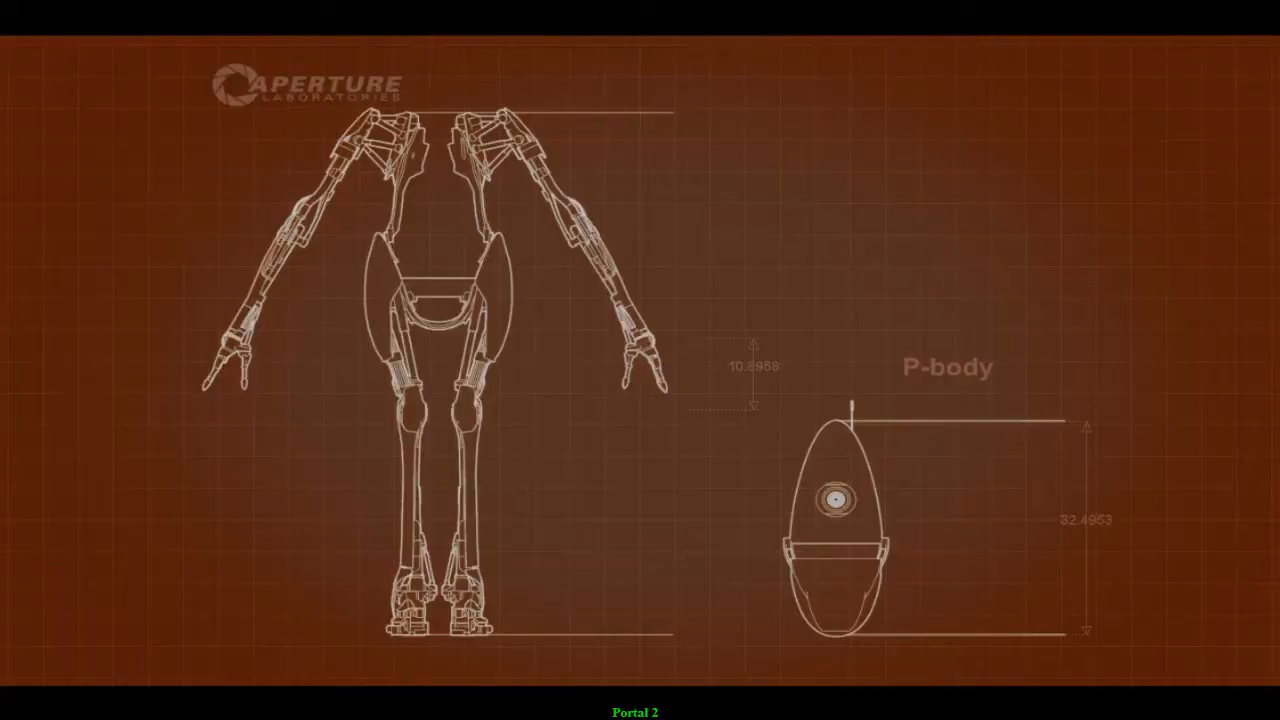 APERTURE
LABORATORIES
10.8958
P-body
32.4953
Portal 2